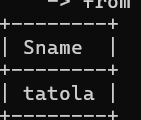 -> from
+--------+
| Sname  |
+--------+
| tatola |
+--------+